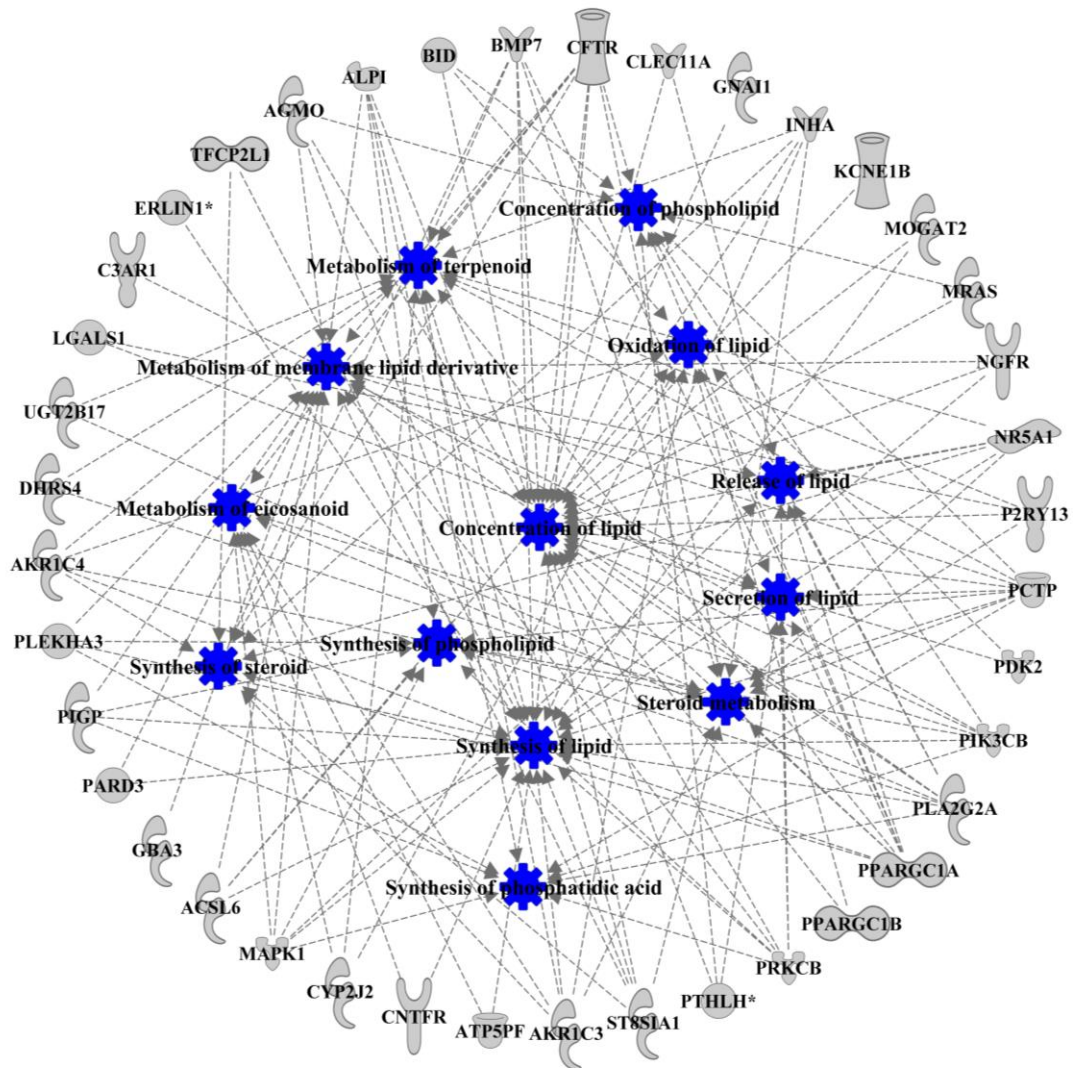 BMP7
CFTR
BID
CLEC11A
ALPI
GNAI1
AGMO
INHA
TFCP2L1
KCNE1B
ERLIN1*
Concentration of phospholipid
MOGAT2
C3AR1
Metabolism of terpenoid
MRAS
LGALS1
Oxidation of lipid
NGFR
Metabolism of membrane lipid derivative
UGT2B17
NR5A1
DHRS4
Release of lipid
Metabolism of eicosanoid
P2RY13
Concentration of lipid
AKR1C4
PCTP
Secretion of lipid
PLEKHA3
Synthesis of phospholipid
Synthesis of steroid
PDK2
Steroid metabolism
PIGP
PIK3CB
Synthesis of lipid
PARD3
PLA2G2A
GBA3
PPARGC1A
Synthesis of phosphatidic acid
ACSL6
PPARGC1B
MAPK1
PRKCB
CYP2J2
PTHLH*
CNTFR
ST8SIA1
ATP5PF
AKR1C3